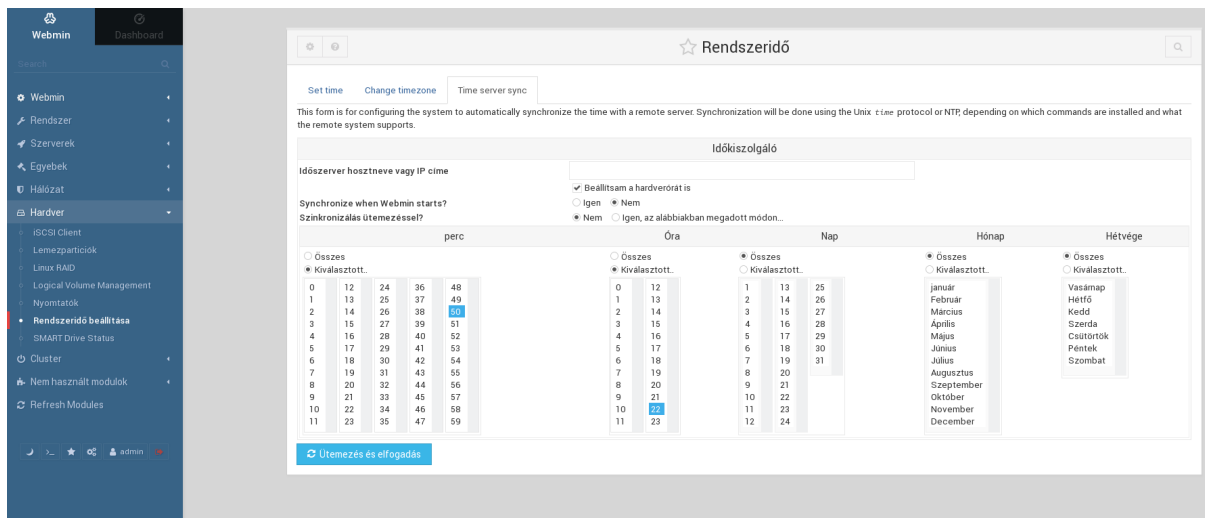 Webmin
Dashboard
Search
Webmin
Rendszer
Szerverek
Egyebek
Hálózat
Hardver
iSCSI Client
Lemezpartíciók
Linux RAID
Logical Volume Management
Nyomtatók
Rendszeridő beállítása
SMART Drive Status
Cluster
Nem használt modulok
Refresh Modules
admin
Rendszeridő
Set time Change timezone Time server sync
This form is for configuring the system to automatically synchronize the time with a remote server. Synchronization will be done using the Unix time protocol or NTP, depending on which commands are installed and what
the remote system supports.
Időkiszolgáló
Időszerver hosztneve vagy IP címe
Beállítsam a hardverórát is
Synchronize when Webmin starts? Igen Nem
Szinkronizálás ütemezéssel? Nem Igen, az alábbiakban megadott módon...
perc Óra Nap Hónap Hétvége
Összes Összes Összes Összes Összes
Kiválasztott.. Kiválasztott.. Kiválasztott.. Kiválasztott.. Kiválasztott..
0 12 24 36 48 0 12 1 13 25 január Vasárnap
1 13 25 37 49 1 13 2 14 26 Február Hétfő
2 14 26 38 50 2 14 3 15 27 Március Kedd
3 15 27 39 51 3 15 4 16 28 Április Szerda
4 16 28 40 52 4 16 5 17 29 Május Csütörtök
5 17 29 41 53 5 17 6 18 30 Június Péntek
6 18 30 42 54 6 18 7 19 31 Július Szombat
7 19 31 43 55 7 19 8 20 Augusztus
8 20 32 44 56 8 20 9 21 Szeptember
9 21 33 45 57 9 21 10 22 Október
10 22 34 46 58 10 22 11 23 November
11 23 35 47 59 11 23 12 24 December
Ütemezés és elfogadás